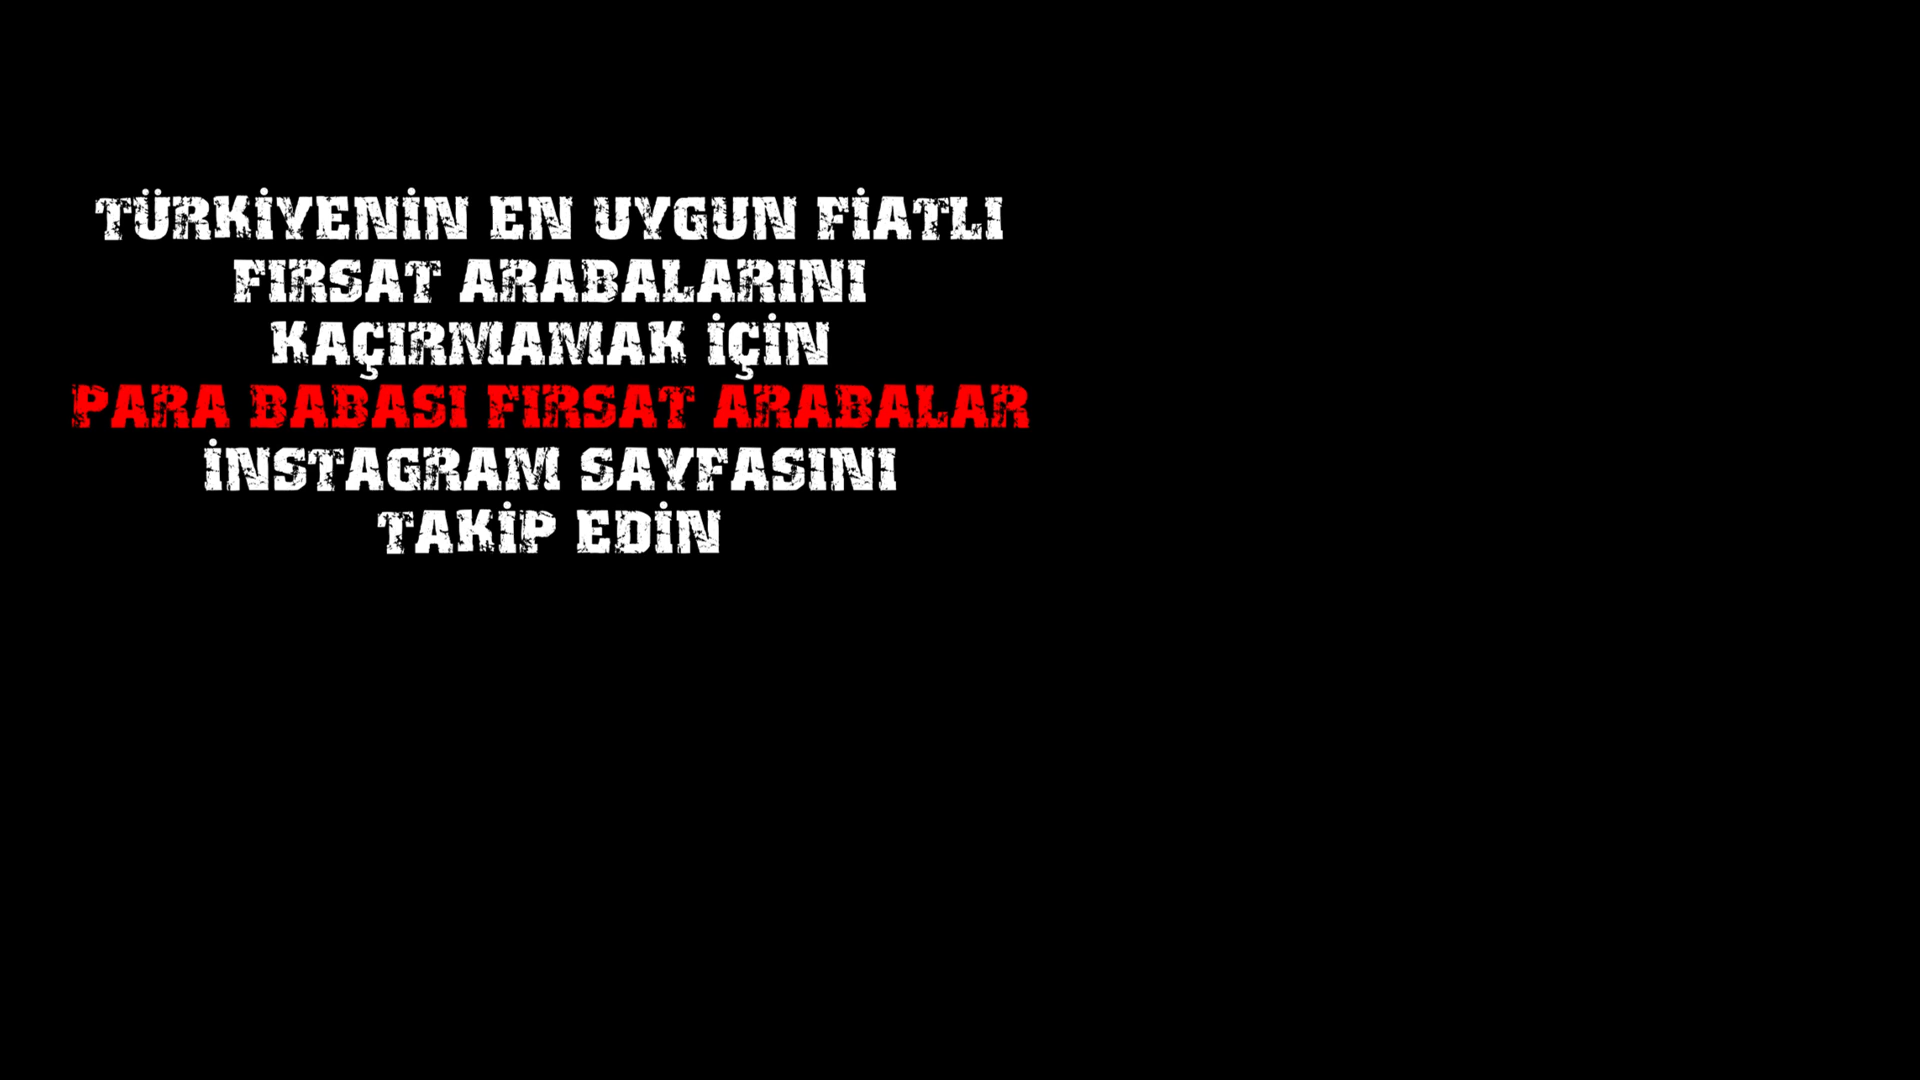 TÜRKİYENİN EN UYGUN FİATLI
FIRSAT ARABALARINI
KAÇIRMAMAK İÇİN
PARA BABASI FIRSAT ARABALAR
İNSTAGRAM SAYFASINI
TAKİP EDİN